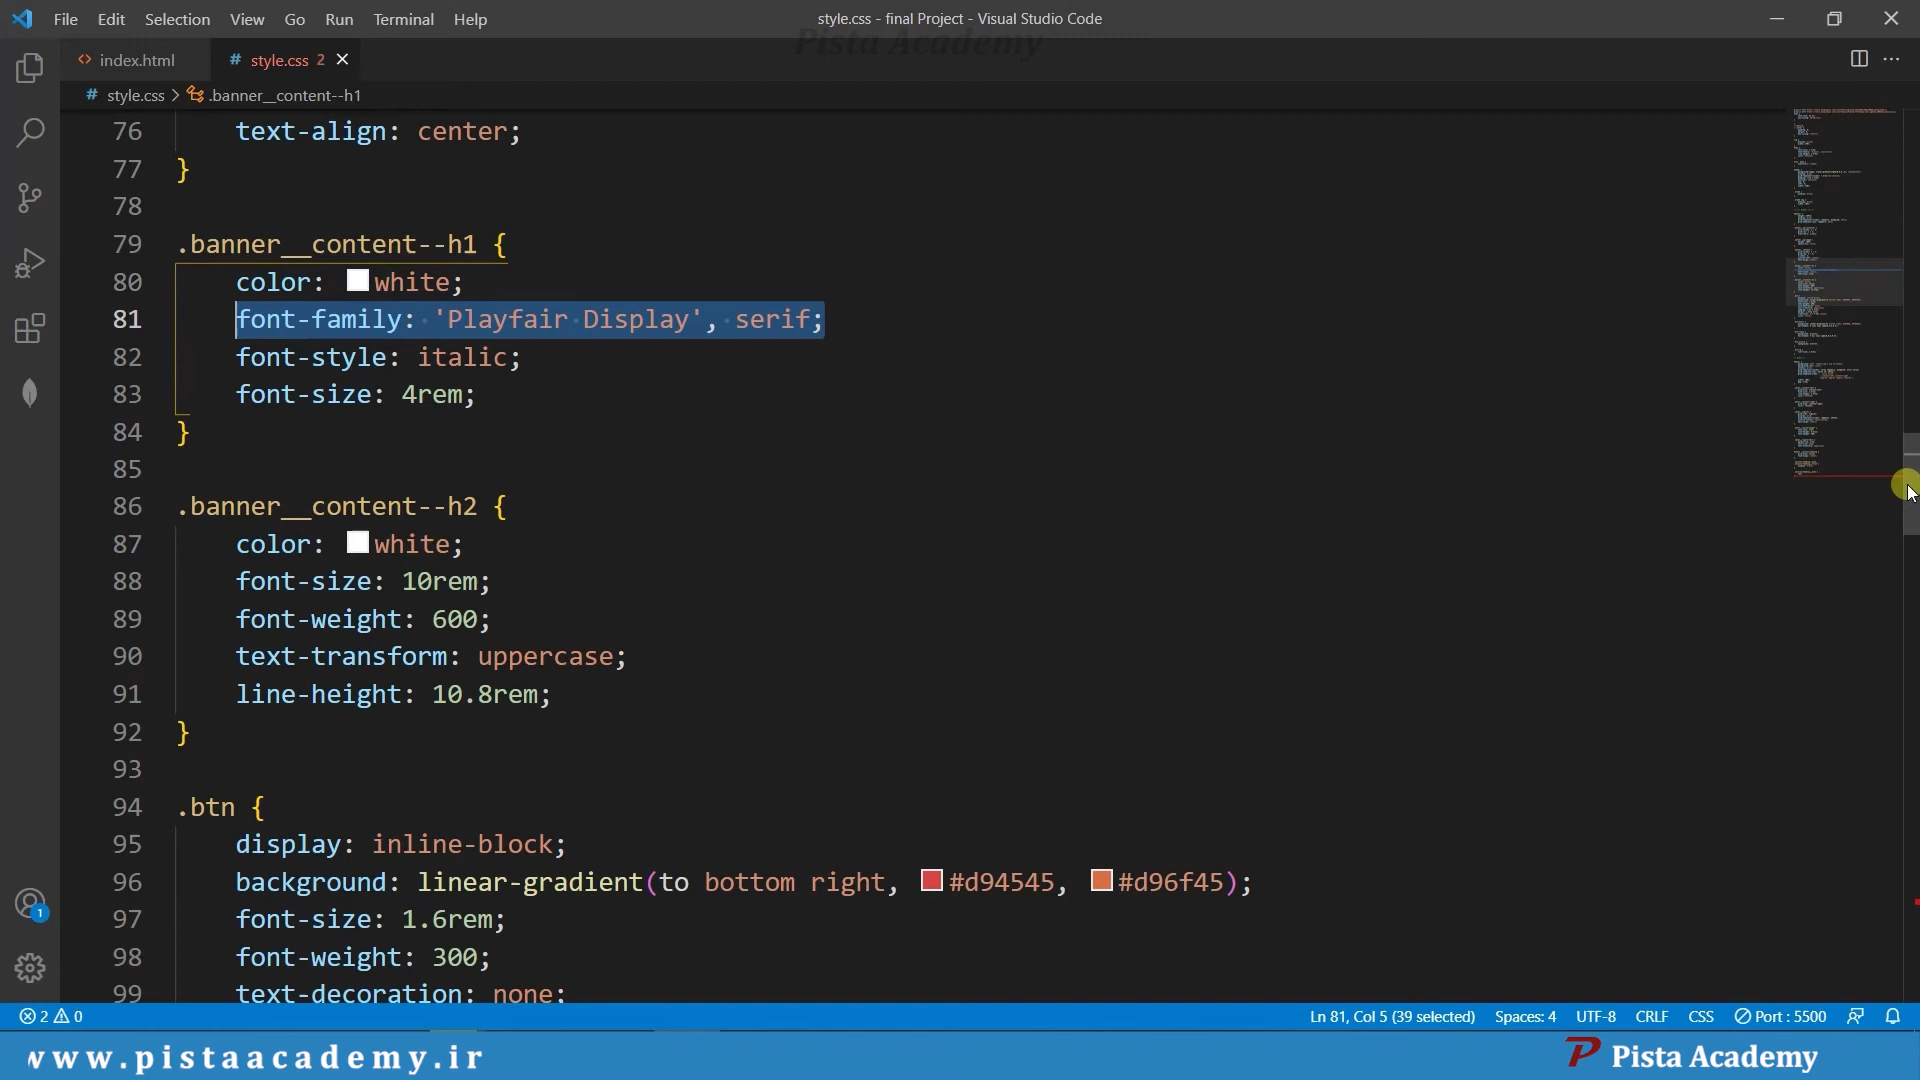 File Edit Selection View Go Run Terminal Help
style.css - final Project - Visual Studio Code
Pista Academy
<> index.html
# style.css 2
# style.css > .banner__content--h1
76 text-align: center;
77 }
78
79 .banner__content--h1 {
80 color: white;
81 font-family: 'Playfair Display', serif;
82 font-style: italic;
83 font-size: 4rem;
84 }
85
86 .banner__content--h2 {
87 color: white;
88 font-size: 10rem;
89 font-weight: 600;
90 text-transform: uppercase;
91 line-height: 10.8rem;
92 }
93
94 .btn {
95 display: inline-block;
96 background: linear-gradient(to bottom right, #d94545, #d96f45);
97 font-size: 1.6rem;
98 font-weight: 300;
99 text-decoration: none;
1
2 0
Ln 81, Col 5 (39 selected) Spaces: 4 UTF-8 CRLF CSS Port : 5500
www.pistaacademy.ir
P Pista Academy